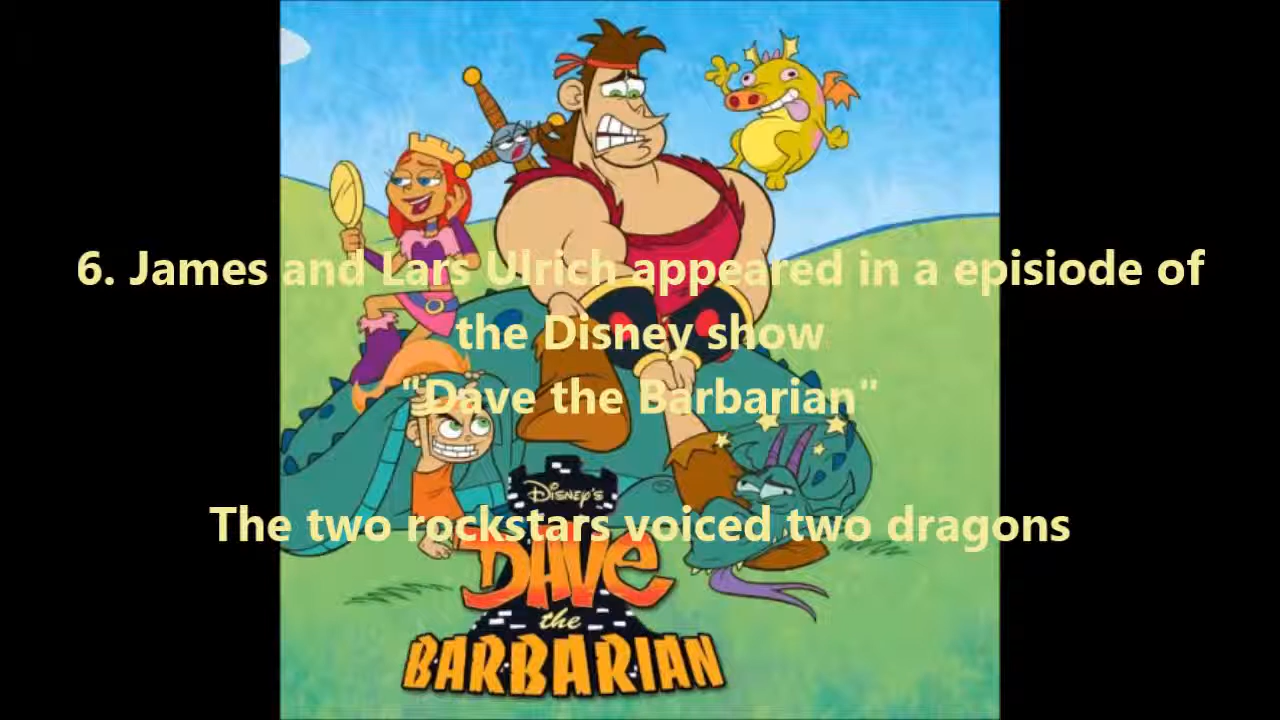 6. James and Lars Ulrich appeared in a episiode of
the Disney show
"Dave the Barbarian"
The two rockstars voiced two dragons
Disney's
DAVE
the
BARBARIAN